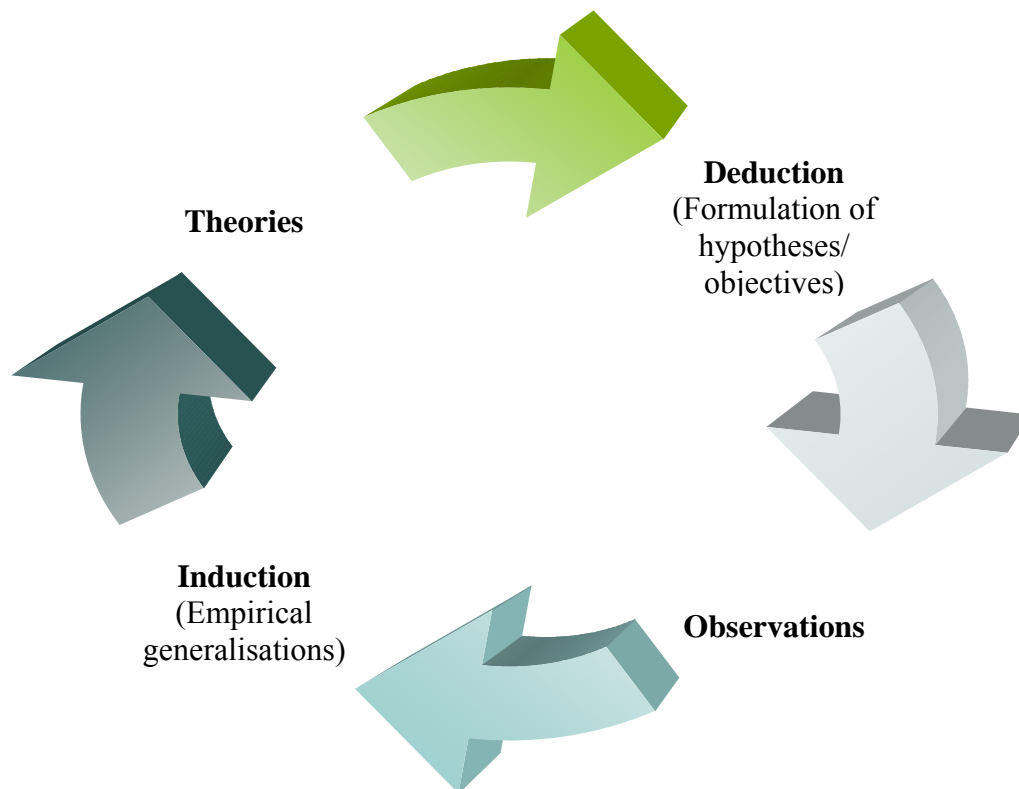 Theories
Deduction
(Formulation of
hypotheses/
objectives)
Observations
Induction
(Empirical
generalisations)